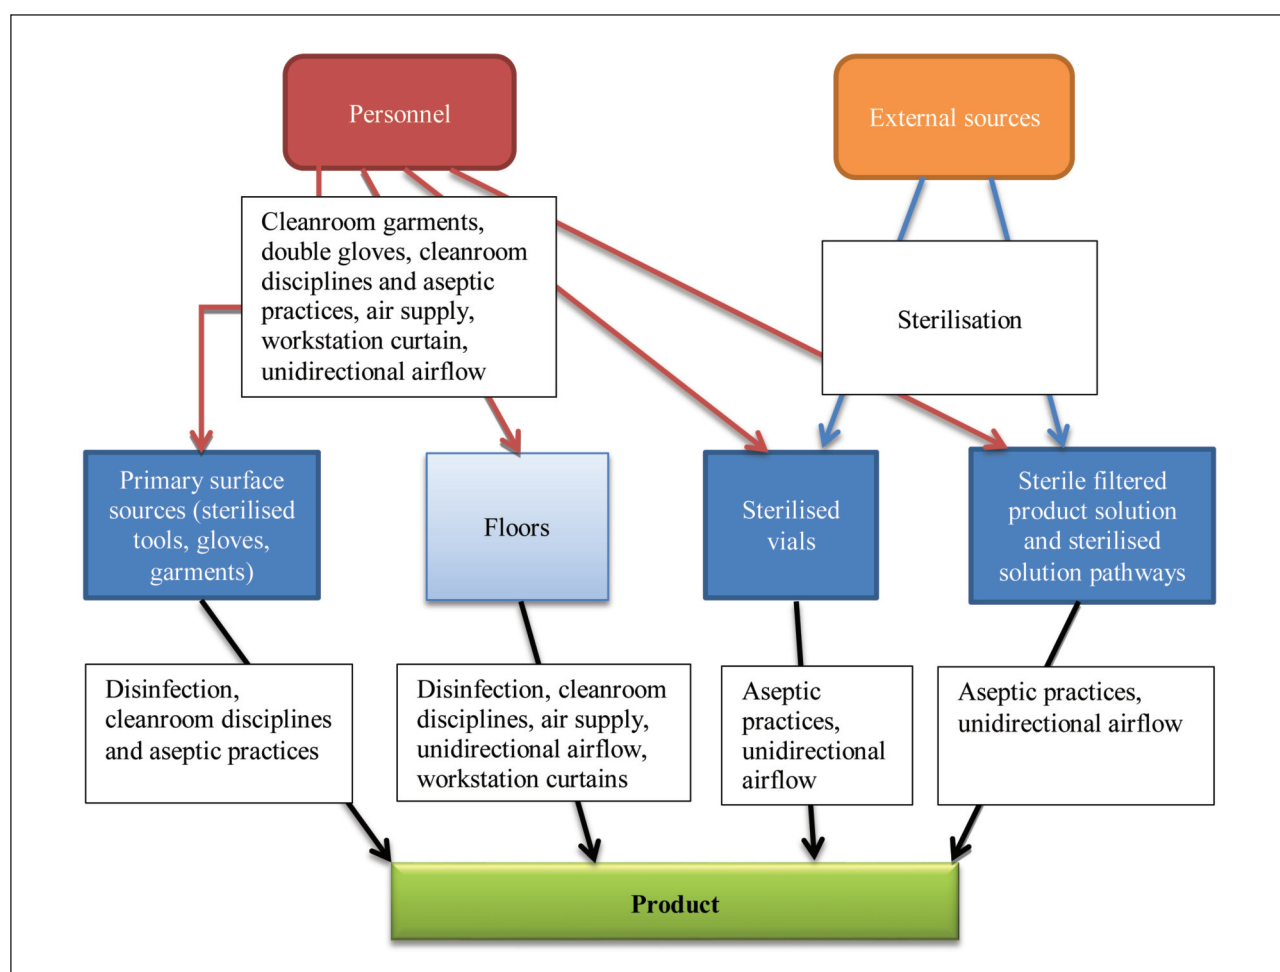 Personnel
External sources
Cleanroom garments,
double gloves, cleanroom
disciplines and aseptic
practices, air supply,
workstation curtain,
unidirectional airflow
Sterilisation
Primary surface
sources (sterilised
tools, gloves,
garments)
Floors
Sterilised
vials
Sterile filtered
product solution
and sterilised
solution pathways
Disinfection,
cleanroom disciplines
and aseptic practices
Disinfection, cleanroom
disciplines, air supply,
unidirectional airflow,
workstation curtains
Aseptic
practices,
unidirectional
airflow
Aseptic practices,
unidirectional airflow
Product